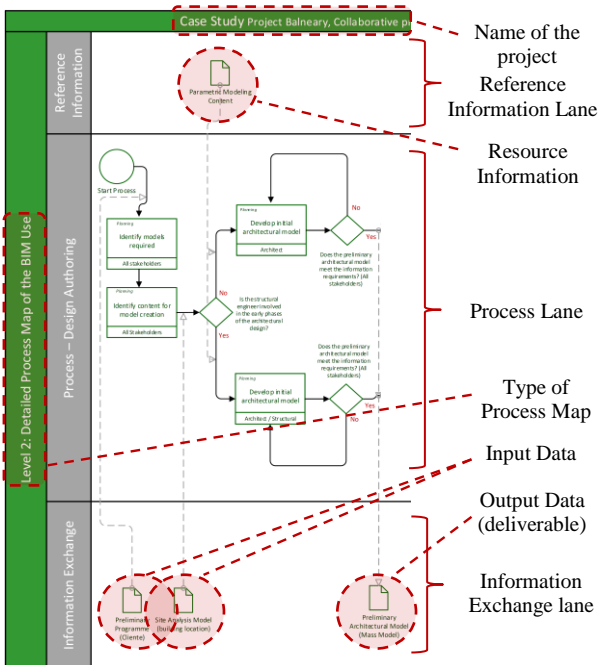 Case Study Project Balneary, Collaborative
Name of the
project
Reference
Information Lane
Resource
Information
Process Lane
Type of
Process Map
Input Data
Output Data
(deliverable)
Information
Exchange lane
Level 2: Detailed Process Map of the BIM Use
Reference
Information
Parametric Modeling
Content
Process – Design Authoring
Start Process
Planning
Identify models
required
All stakeholders
Planning
Identify content for
model creation
All Stakeholders
No
Yes
Is the structural
engineer involved
in the early phases
of the architectural
design?
Planning
Develop initial
architectural model
Architect
No
Yes
Does the preliminary
architectural model
meet the information
requirements? (All
stakeholders)
Does the preliminary
architectural model
meet the information
requirements? (All
stakeholders)
Planning
Develop initial
architectural model
Architect / Structural
Yes
No
Information Exchange
Preliminary
Programme
(Cliente)
Site Analysis Model
(building location)
Preliminary
Architectural Model
(Mass Model)